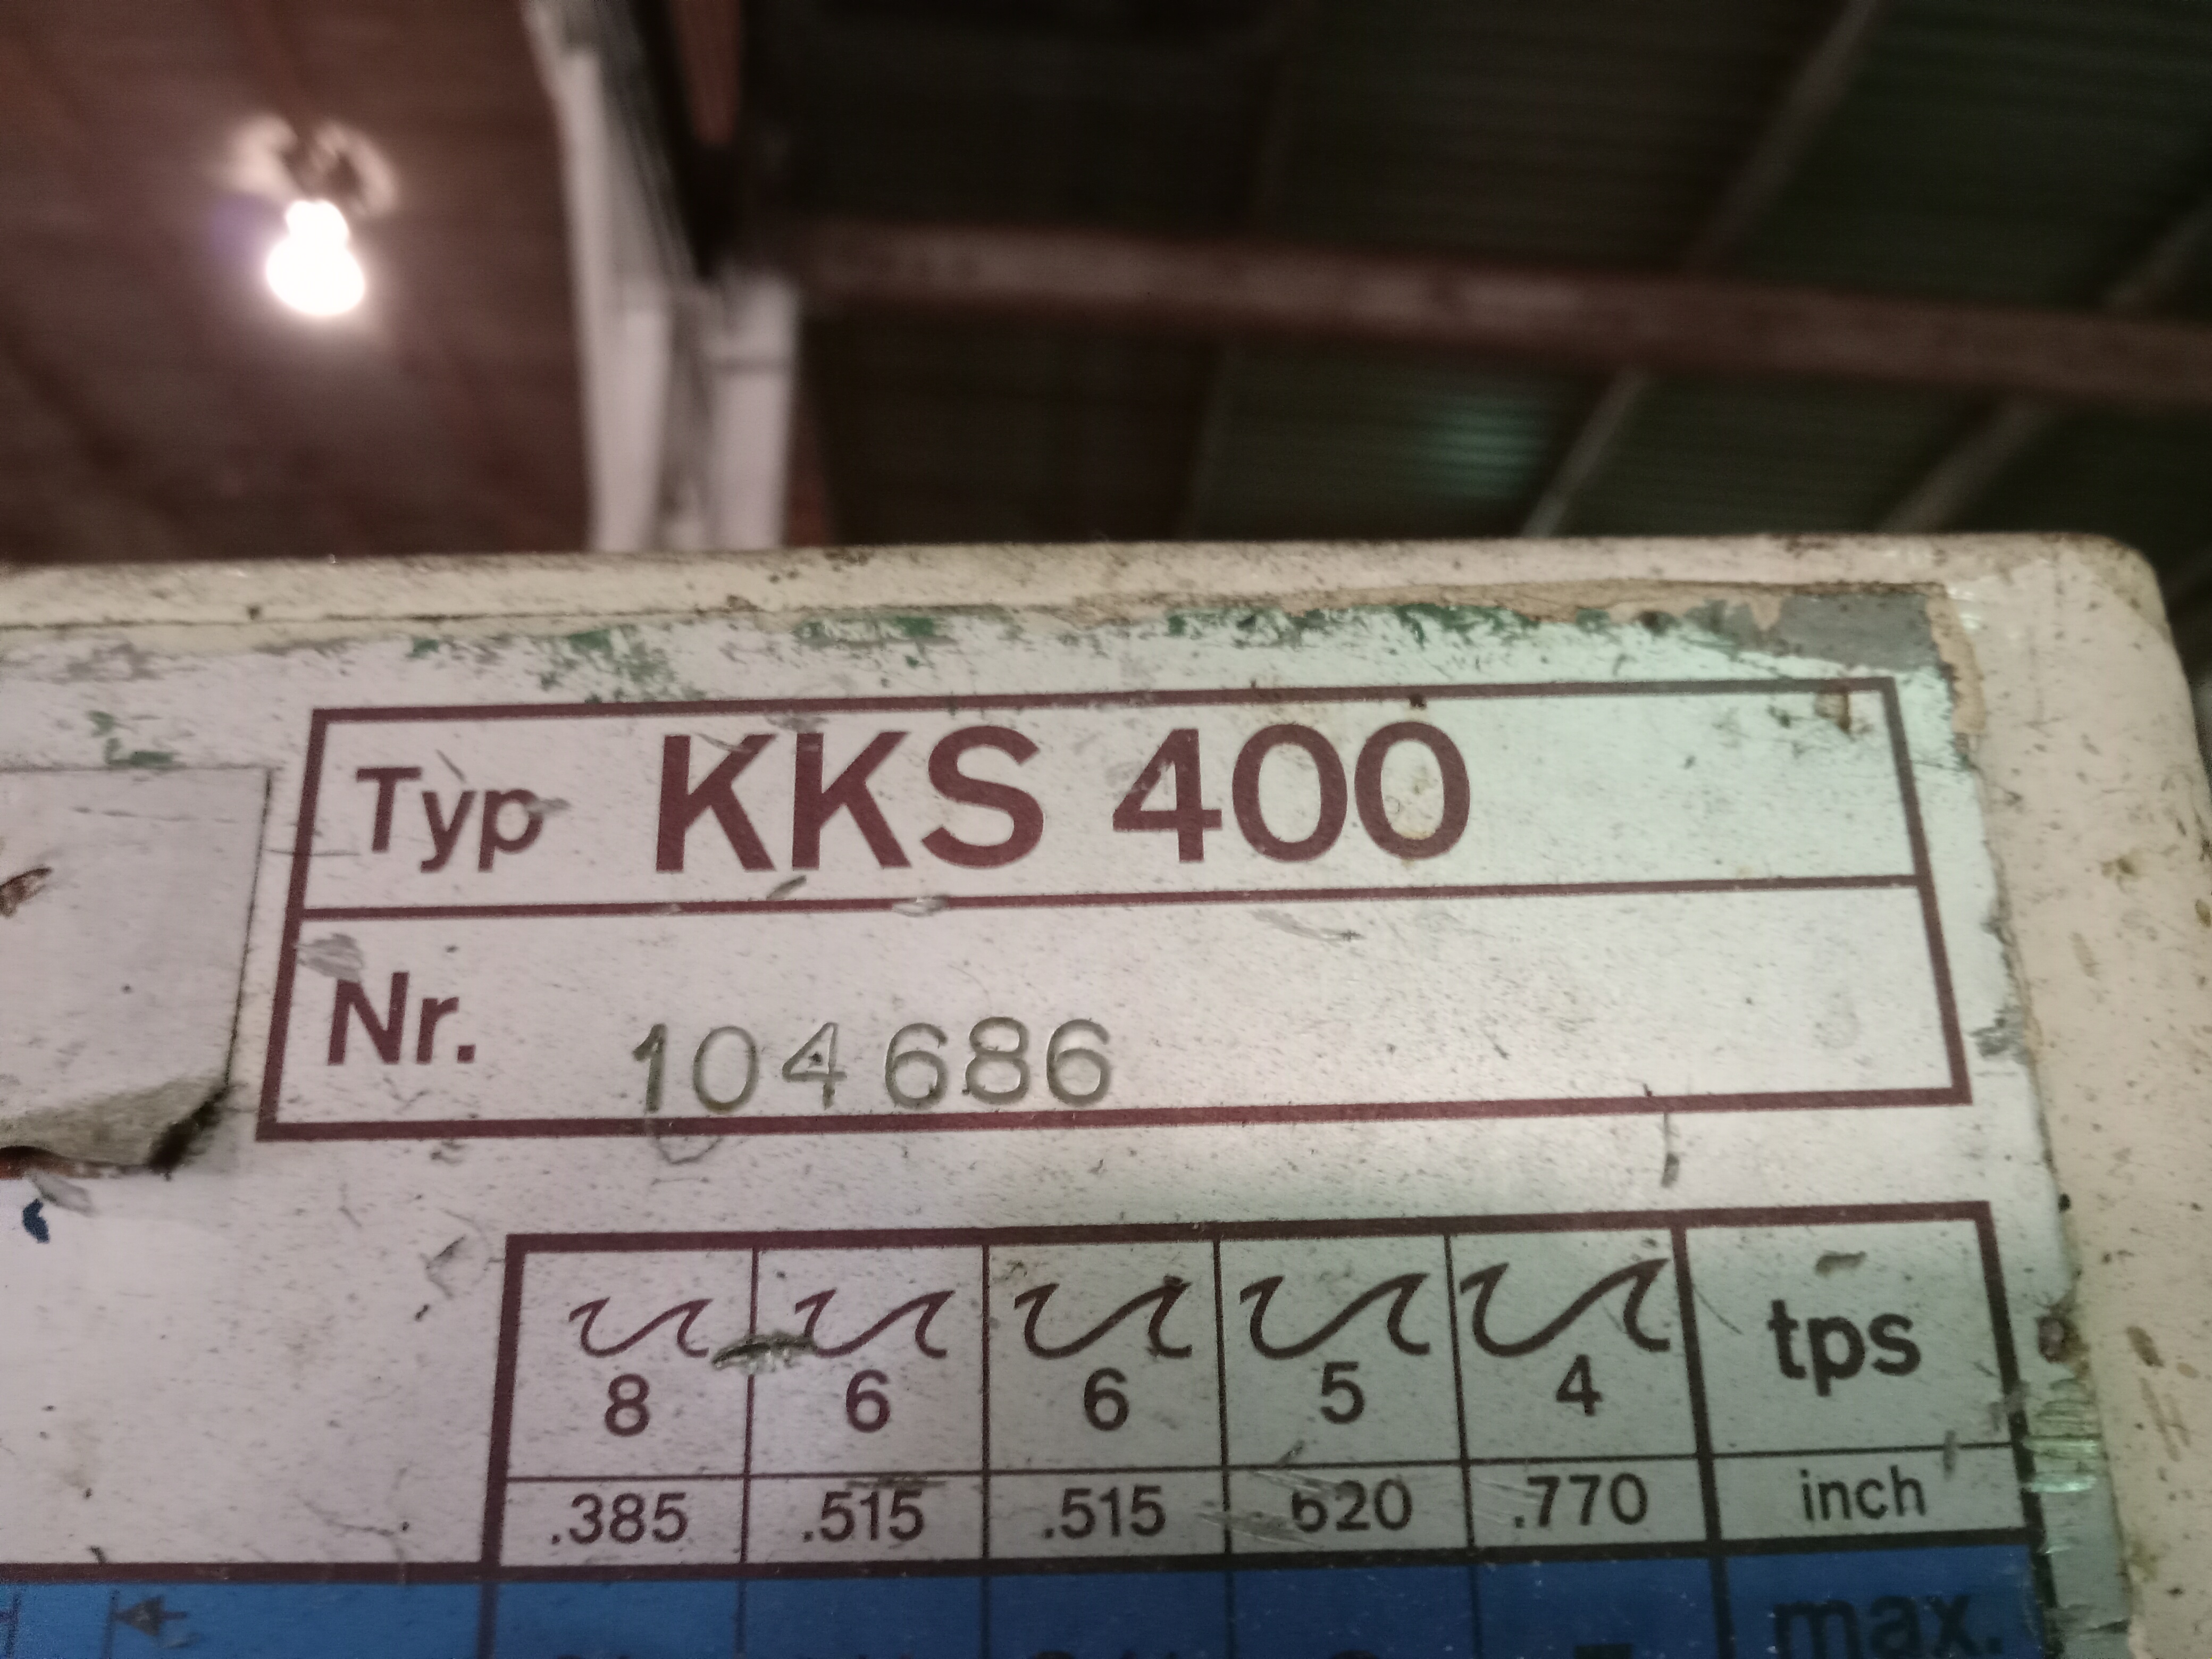 Typ KKS 400
Nr. 104686
8 6 6 5 4 tps
.385 .515 .515 620 .770 inch
max.